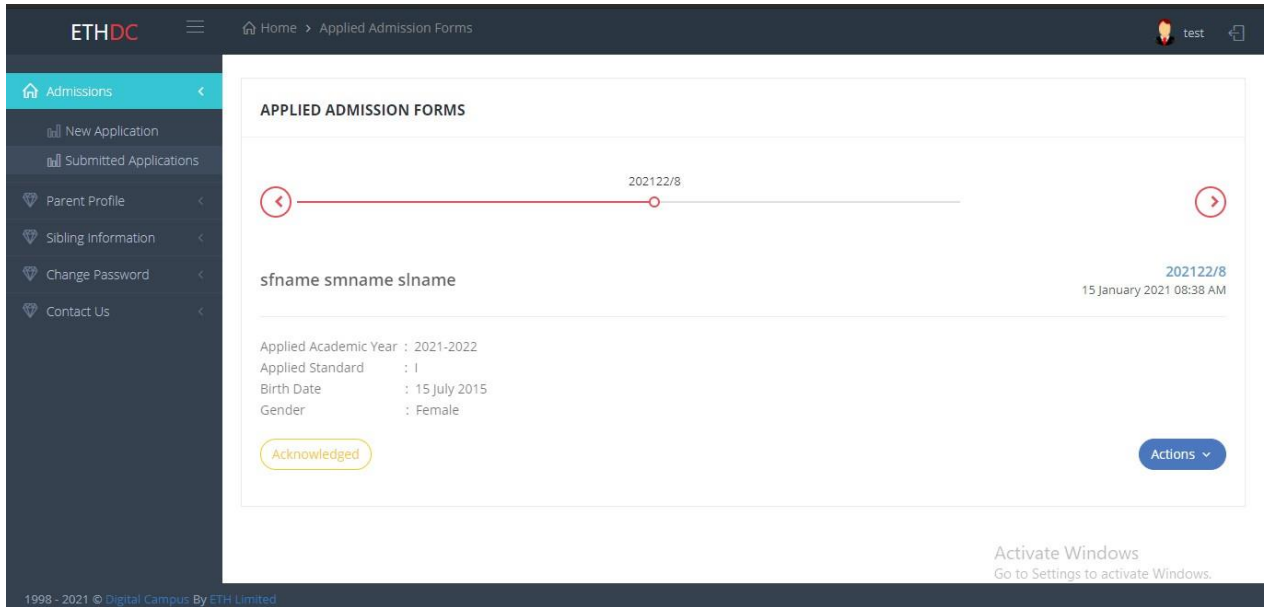 ETHDC
Home > Applied Admission Forms
test
Admissions
New Application
Submitted Applications
Parent Profile
Sibling Information
Change Password
Contact Us
APPLIED ADMISSION FORMS
202122/8
sfname smname slname
202122/8
15 January 2021 08:38 AM
Applied Academic Year : 2021-2022
Applied Standard : I
Birth Date : 15 July 2015
Gender : Female
Acknowledged
Actions
Activate Windows
Go to Settings to activate Windows.
1998 - 2021 © Digital Campus By ETH Limited